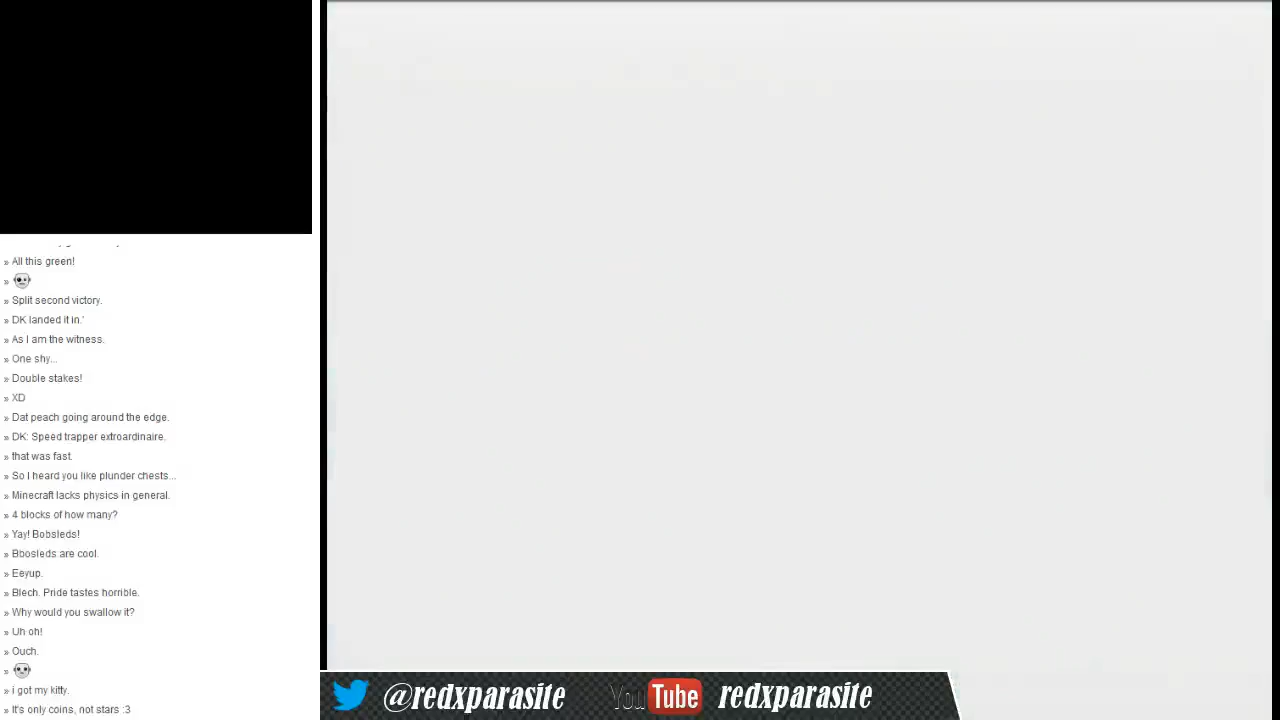 » All this green!
»
» Split second victory.
» DK landed it in.'
» As I am the witness.
» One shy...
» Double stakes!
» XD
» Dat peach going around the edge.
» DK: Speed trapper extroardinaire.
» that was fast.
» So I heard you like plunder chests...
» Minecraft lacks physics in general.
» 4 blocks of how many?
» Yay! Bobsleds!
» Bbosleds are cool.
» Eeyup.
» Blech. Pride tastes horrible.
» Why would you swallow it?
» Uh oh!
» Ouch.
»
» i got my kitty.
» It's only coins, not stars :3
@redxparasite YouTube redxparasite